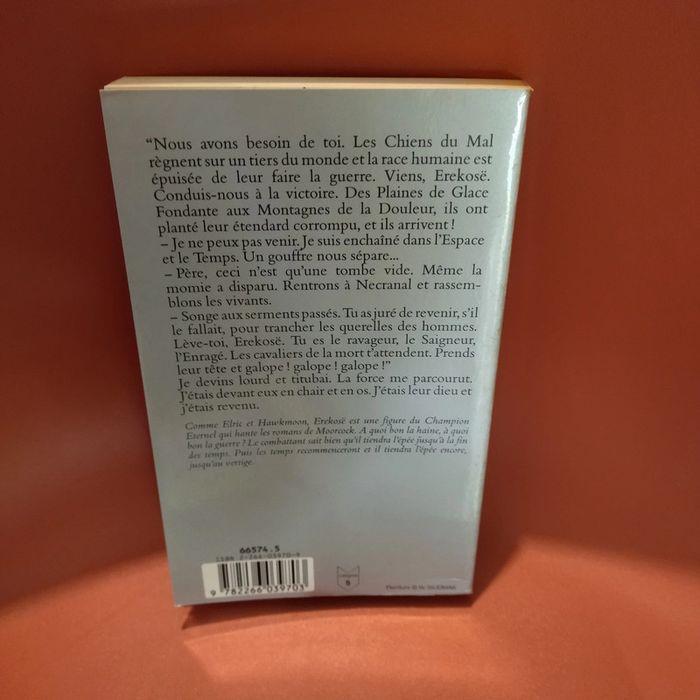 “Nous avons besoin de toi. Les Chiens du Mal
règnent sur un tiers du monde et la race humaine est
épuisée de leur faire la guerre. Viens, Erekosë.
Conduis-nous à la victoire. Des Plaines de Glace
Fondante aux Montagnes de la Douleur, ils ont
planté leur étendard corrompu, et ils arrivent !
– Je ne peux pas venir. Je suis enchaîné dans l'Espace
et le Temps. Un gouffre nous sépare...
– Père, ceci n'est qu'une tombe vide. Même la
momie a disparu. Rentrons à Necranal et rassem-
blons les vivants.
– Songe aux serments passés. Tu as juré de revenir, s'il
le fallait, pour trancher les querelles des hommes.
Lève-toi, Erekosë. Tu es le ravageur, le Saigneur,
l'Enragé. Les cavaliers de la mort t'attendent. Prends
leur tête et galope ! galope ! galope !”
Je devins lourd et titubai. La force me parcourut.
J'étais devant eux en chair et en os. J'étais leur dieu et
j'étais revenu.
Comme Elric et Hawkmoon, Erekosë est une figure du Champion
Eternel qui hante les romans de Moorcock. A quoi bon la haine, à quoi
bon la guerre ? Le combattant sait bien qu'il tiendra l'épée jusqu'à la fin
des temps. Puis les temps recommenceront et il tiendra l'épée encore,
jusqu'au vertige.
66574.5
ISBN 2-266-03970-9
9 782266 039703